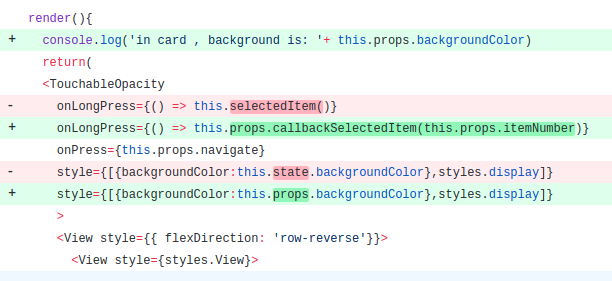 render(){
+ console.log('in card , background is: '+ this.props.backgroundColor)
return(
<TouchableOpacity
- onLongPress={() => this.selectedItem()}
+ onLongPress={() => this.props.callbackSelectedItem(this.props.itemNumber)}
onPress={this.props.navigate}
- style={[{backgroundColor:this.state.backgroundColor},styles.display]}
+ style={[{backgroundColor:this.props.backgroundColor},styles.display]}
>
<View style={{ flexDirection: 'row-reverse'}}>
<View style={styles.View}>